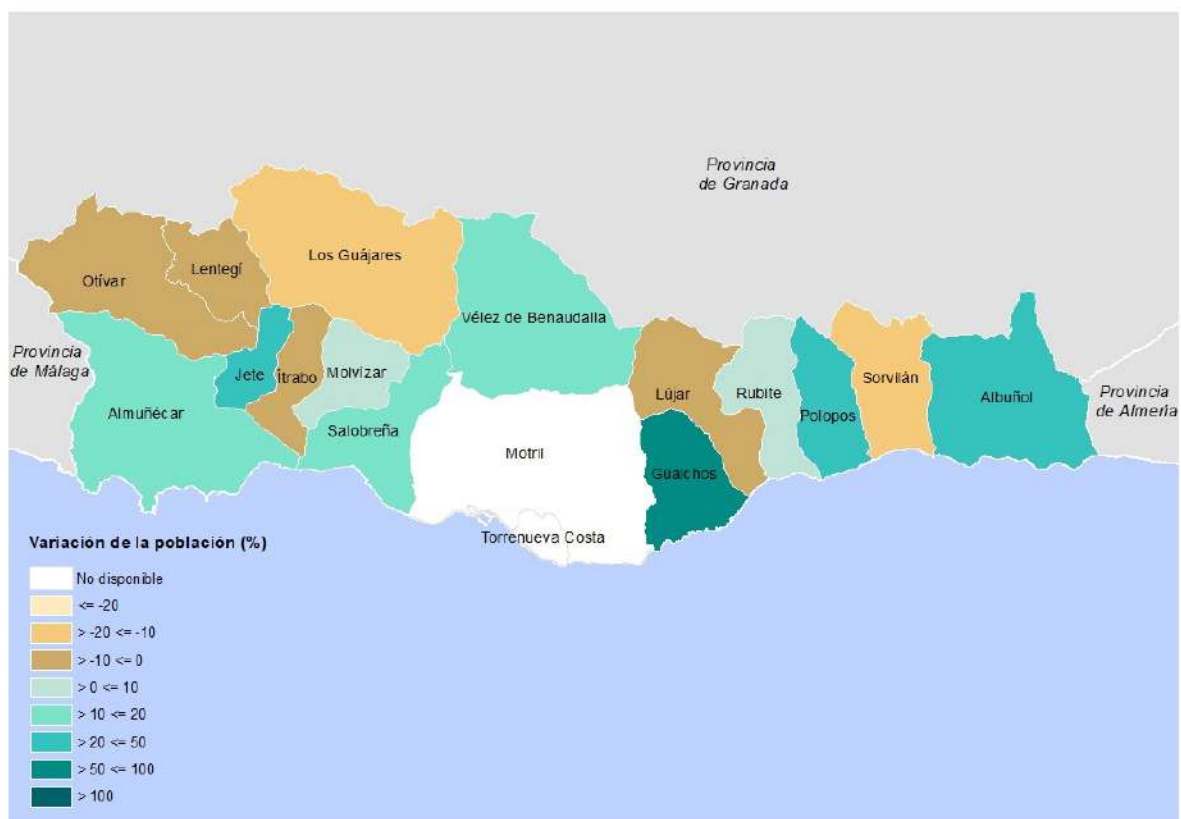 Provincia
de Granada
Los Guájares
Lentegí
Otívar
Vélez de Benaudalla
Provincia
de Málaga
Jete
Ítrabo
Molvízar
Almuñécar
Salobreña
Lújar
Rubite
Polopos
Sorvilán
Albuñol
Provincia
de Almería
Motril
Gualchos
Torrenueva Costa
Variación de la población (%)
No disponible
<= -20
> -20 <= -10
> -10 <= 0
> 0 <= 10
> 10 <= 20
> 20 <= 50
> 50 <= 100
> 100